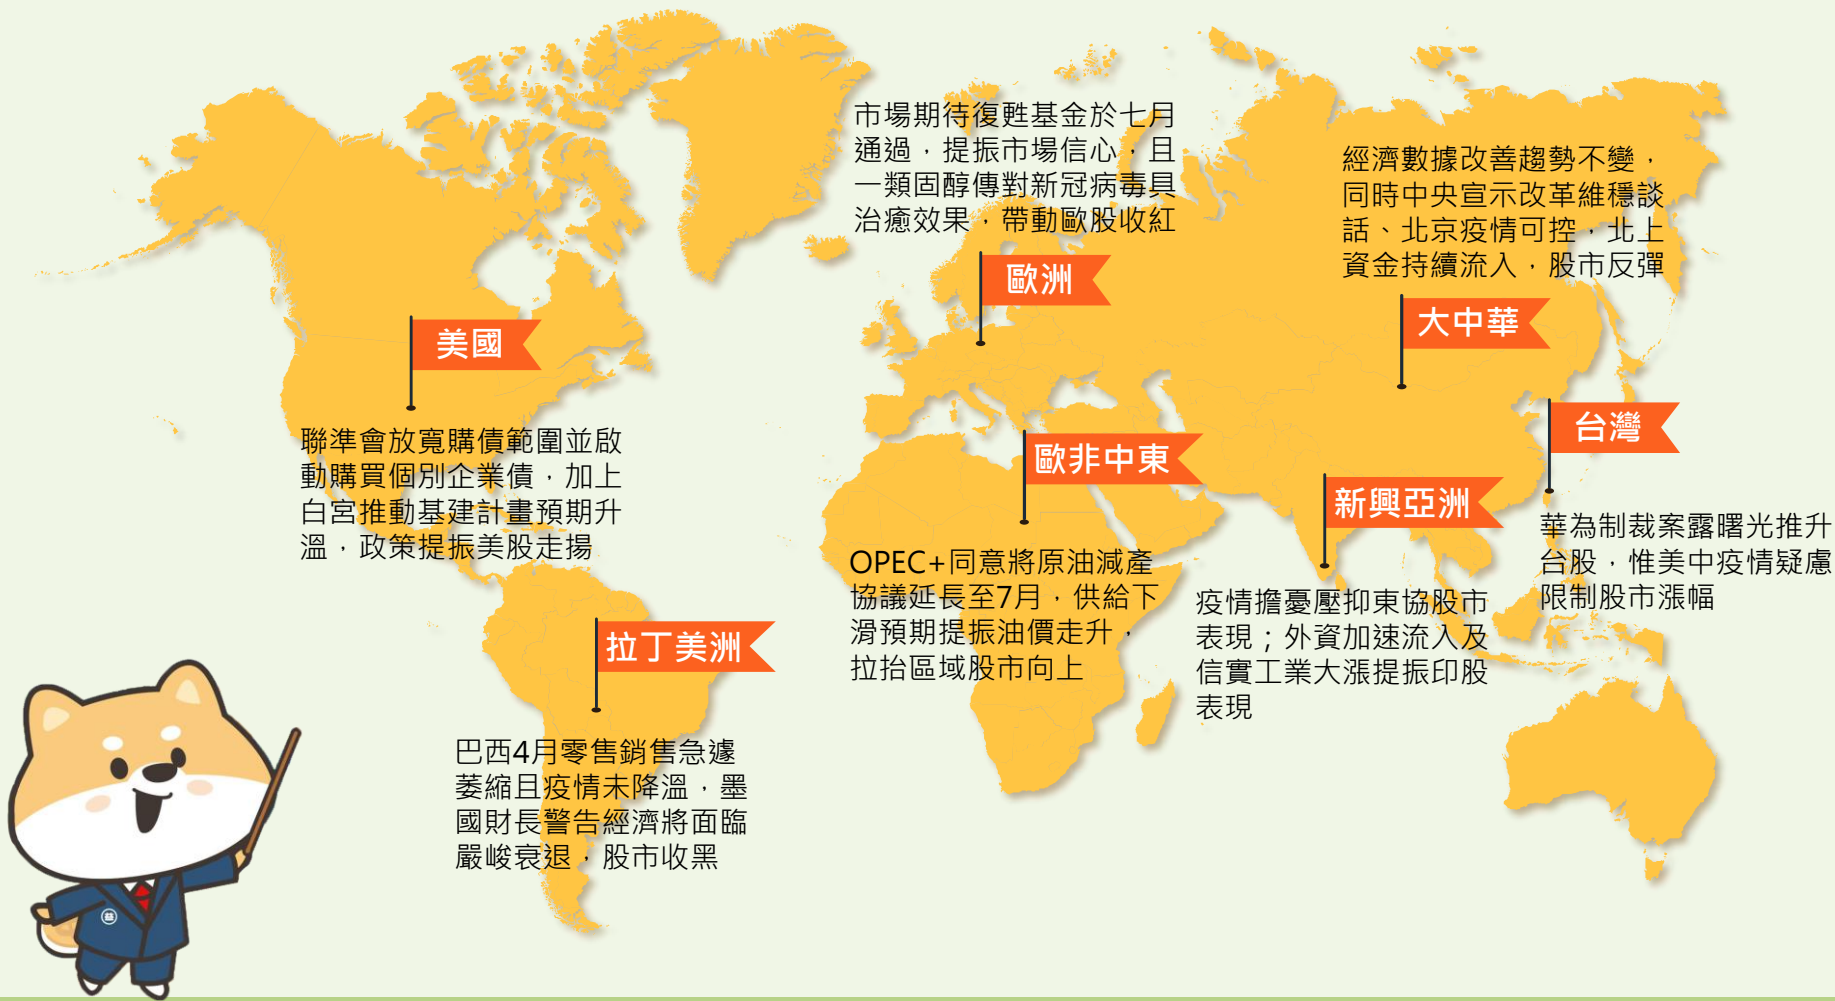 市場期待復甦基金於七月
通過，提振市場信心，且
一類固醇傳對新冠病毒具
治癒效果，帶動歐股收紅
歐洲
經濟數據改善趨勢不變，
同時中央宣示改革維穩談
話、北京疫情可控，北上
資金持續流入，股市反彈
大中華
美國
聯準會放寬購債範圍並啟
動購買個別企業債，加上
白宮推動基建計畫預期升
溫，政策提振美股走揚
歐非中東
OPEC+同意將原油減產
協議延長至7月，供給下
滑預期提振油價走升，
拉抬區域股市向上
台灣
華為制裁案露曙光推升
台股，惟美中疫情疑慮
限制股市漲幅
新興亞洲
疫情擔憂壓抑東協股市
表現；外資加速流入及
信實工業大漲提振印股
表現
拉丁美洲
巴西4月零售銷售急遽
萎縮且疫情未降溫，墨
國財長警告經濟將面臨
嚴峻衰退，股市收黑